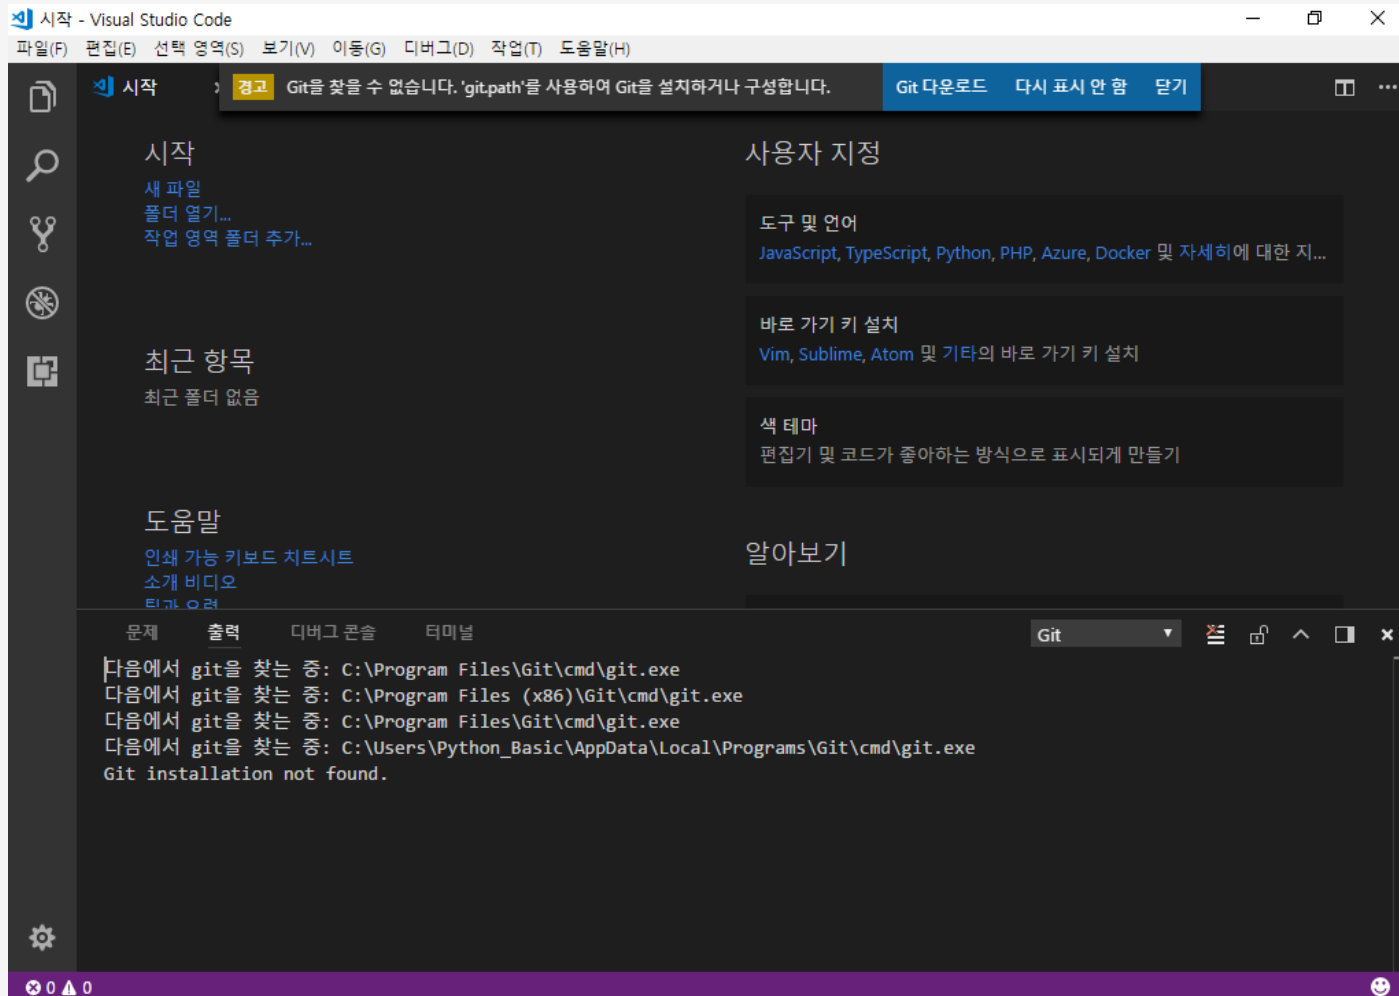 시작 - Visual Studio Code
파일(F) 편집(E) 선택 영역(S) 보기(V) 이동(G) 디버그(D) 작업(T) 도움말(H)
시작
경고 Git을 찾을 수 없습니다. 'git.path'를 사용하여 Git을 설치하거나 구성합니다. Git 다운로드 다시 표시 안 함 닫기
시작
새 파일
폴더 열기...
작업 영역 폴더 추가...
최근 항목
최근 폴더 없음
도움말
인쇄 가능 키보드 치트시트
소개 비디오
팁과 요령
사용자 지정
도구 및 언어
JavaScript, TypeScript, Python, PHP, Azure, Docker 및 자세히에 대한 지...
바로 가기 키 설치
Vim, Sublime, Atom 및 기타의 바로 가기 키 설치
색 테마
편집기 및 코드가 좋아하는 방식으로 표시되게 만들기
알아보기
문제 출력 디버그 콘솔 터미널 Git
다음에서 git을 찾는 중: C:\Program Files\Git\cmd\git.exe
다음에서 git을 찾는 중: C:\Program Files (x86)\Git\cmd\git.exe
다음에서 git을 찾는 중: C:\Program Files\Git\cmd\git.exe
다음에서 git을 찾는 중: C:\Users\Python_Basic\AppData\Local\Programs\Git\cmd\git.exe
Git installation not found.
0 0